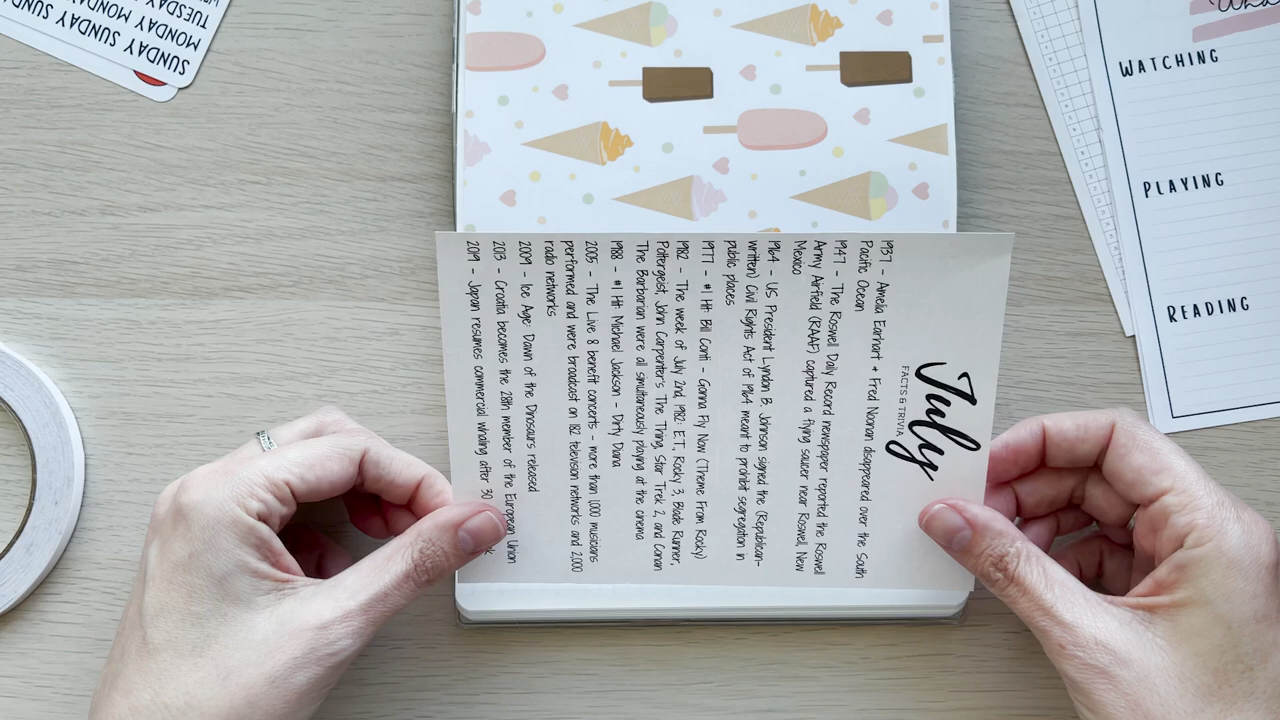 SUNDAY SUNDAY SUNDAY
MONDAY MONDAY
TUESDAY
July
FACTS & TRIVIA
1937 - Amelia Earhart + Fred Noonan disappeared over the South
Pacific Ocean
1947 - The Roswell Daily Record newspaper reported the Roswell
Army Airfield (RAAF) captured a flying saucer near Roswell, New
Mexico
1964 - US President Lyndon B. Johnson signed the (Republican-
written) Civil Rights Act of 1964 meant to prohibit segregation in
public places
1977 - #1 Hit: Bill Conti - Gonna Fly Now (Theme From Rocky)
1982 - The week of July 2nd, 1982: E.T., Rocky 3, Blade Runner,
Poltergeist, John Carpenter's The Thing, Star Trek 2, and Conan
The Barbarian were all simultaneously playing at the cinema
1988 - #1 Hit: Michael Jackson - Dirty Diana
2005 - The Live 8 benefit concerts - more than 1,000 musicians
performed and were broadcast on 182 television networks and 2,000
radio networks
2009 - Ice Age: Dawn of the Dinosaurs released
2013 - Croatia becomes the 28th member of the European Union
2019 - Japan resumes commercial whaling after 30
WATCHING
PLAYING
READING